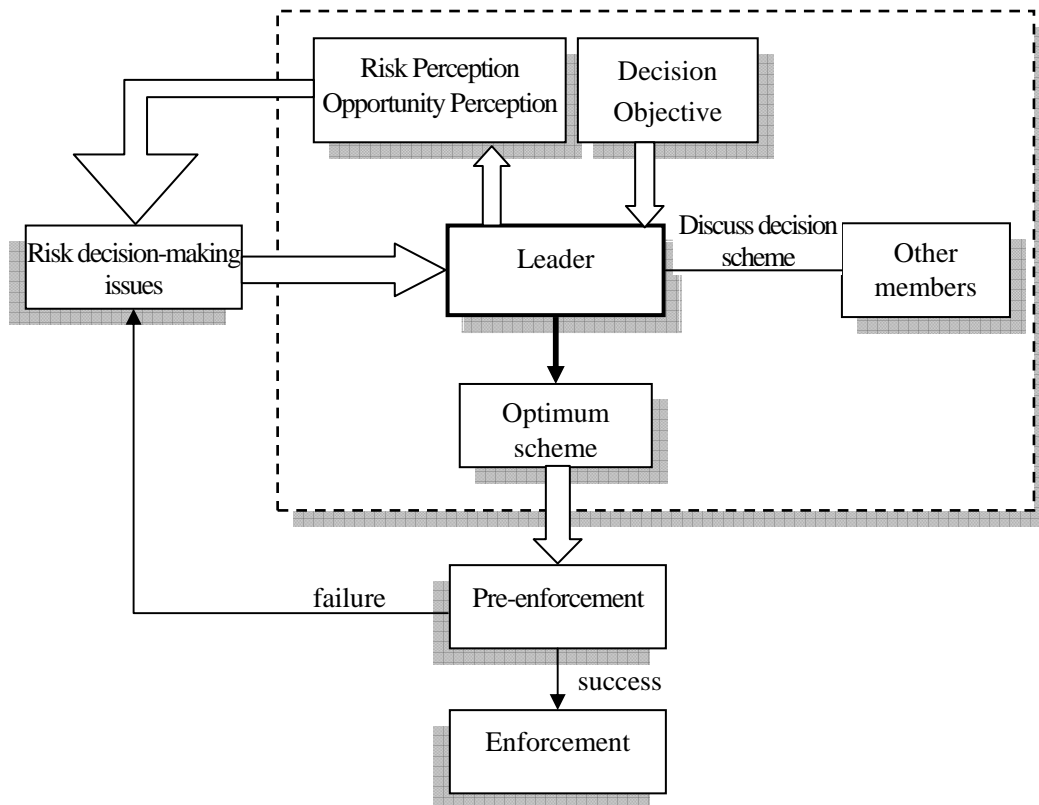 Risk Perception
Opportunity Perception
Decision
Objective
Risk decision-making
issues
Leader
Discuss decision
scheme
Other
members
Optimum
scheme
failure
Pre-enforcement
success
Enforcement